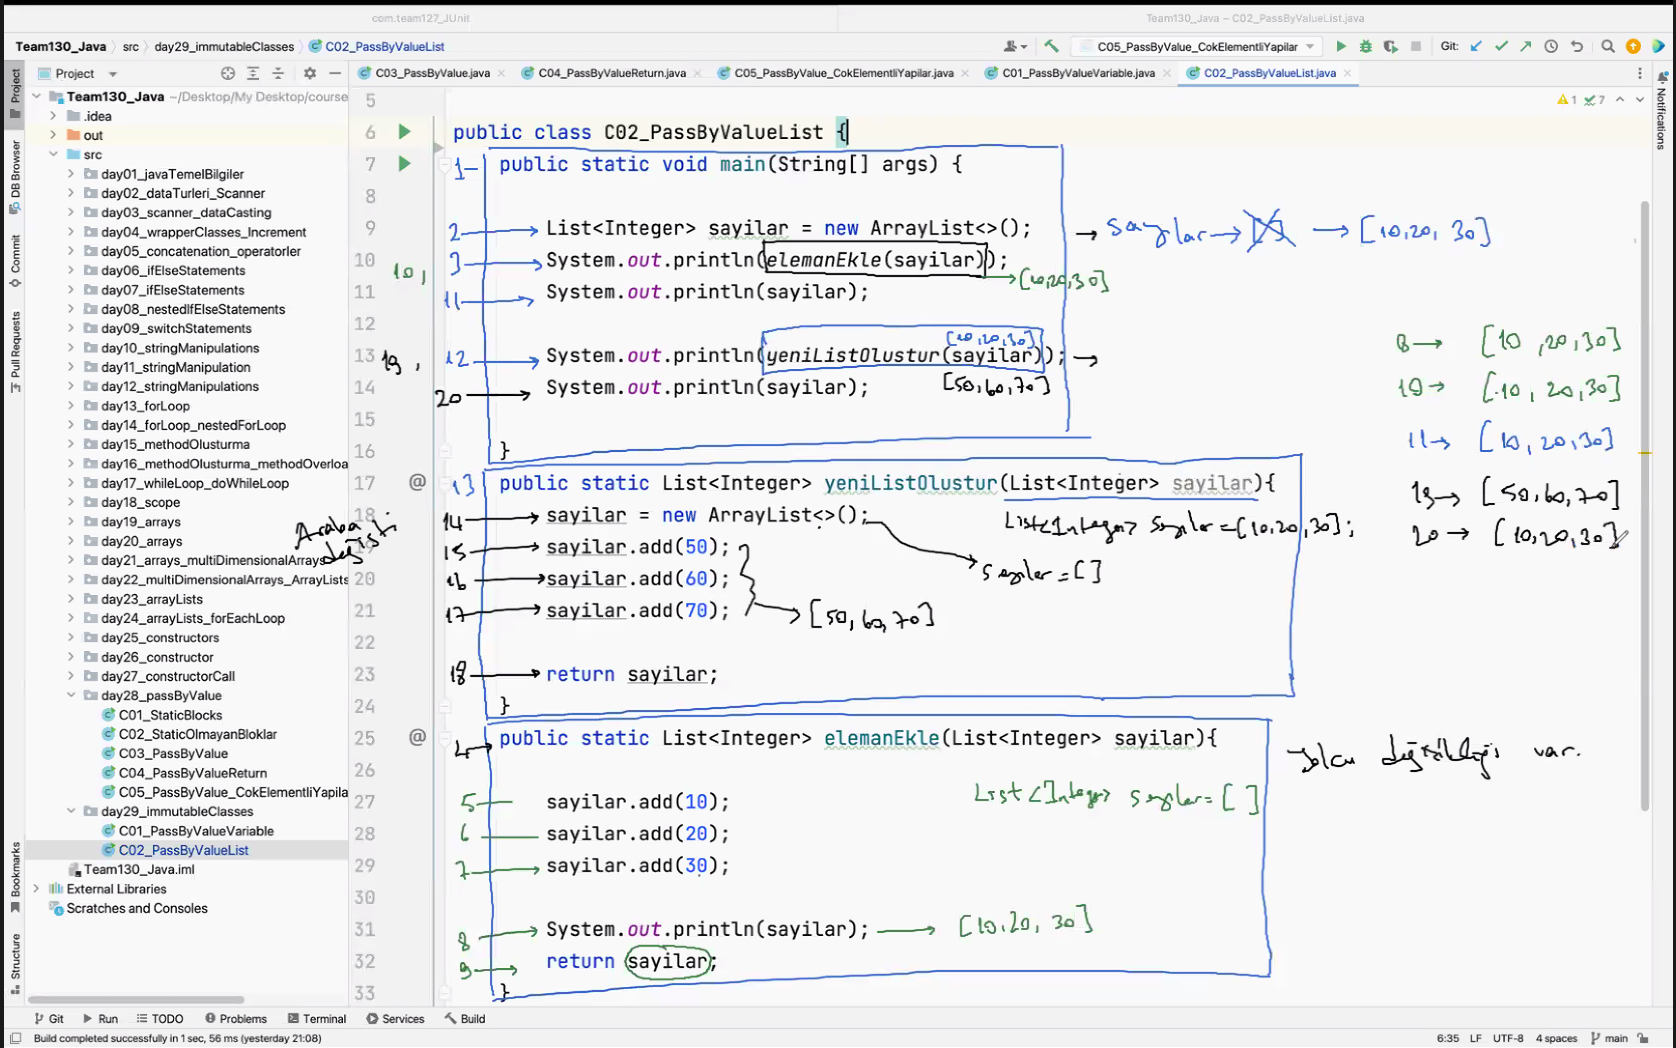 com.team127_JUnit
Team130_Java – C02_PassByValueList.java
Team130_Java › src › day29_immutableClasses › C02_PassByValueList
C05_PassByValue_CokElementliYapilar
Git:
Project
C03_PassByValue.java
C04_PassByValueReturn.java
C05_PassByValue_CokElementliYapilar.java
C01_PassByValueVariable.java
C02_PassByValueList.java
Project
DB Browser
Commit
Pull Requests
Bookmarks
Structure
Notifications
Team130_Java ~/Desktop/My Desktop/course
.idea
out
src
day01_javaTemelBilgiler
day02_dataTurleri_Scanner
day03_scanner_dataCasting
day04_wrapperClasses_Increment
day05_concatenation_operatorler
day06_ifElseStatements
day07_ifElseStatements
day08_nestedIfElseStatements
day09_switchStatements
day10_stringManipulations
day11_stringManipulation
day12_stringManipulations
day13_forLoop
day14_forLoop_nestedForLoop
day15_methodOlusturma
day16_methodOlusturma_methodOverloa
day17_whileLoop_doWhileLoop
day18_scope
day19_arrays
day20_arrays
day21_arrays_multiDimensionalArrays
day22_multiDimensionalArrays_ArrayLists
day23_arrayLists
day24_arrayLists_forEachLoop
day25_constructors
day26_constructor
day27_constructorCall
day28_passByValue
C01_StaticBlocks
C02_StaticOlmayanBloklar
C03_PassByValue
C04_PassByValueReturn
C05_PassByValue_CokElementliYapila
day29_immutableClasses
C01_PassByValueVariable
C02_PassByValueList
Team130_Java.iml
External Libraries
Scratches and Consoles
1 7
5
6 public class C02_PassByValueList {
7 1- public static void main(String[] args) {
8
9 2 → List<Integer> sayilar = new ArrayList<>(); → sayılar → [ ] → [10,20,30]
10 10, 3 → System.out.println(elemanEkle(sayilar)); → [10,20,30]
11 11 → System.out.println(sayilar);
12 [10,20,30]
13 19, 12 → System.out.println(yeniListOlustur(sayilar)); →
14 20 → System.out.println(sayilar); [50,60,70]
15
16 }
8 → [10 ,20,30]
10 → [10, 20,30]
11 → [10, 20,30]
19 → [50,60,70]
20 → [10,20,30]
17 @ 13 public static List<Integer> yeniListOlustur(List<Integer> sayilar){
18 14 → sayilar = new ArrayList<>(); List<Integer> sayılar = [10,20,30];
Araba değişti
19 15 → sayilar.add(50); sayılar = [ ]
20 16 → sayilar.add(60);
21 17 → sayilar.add(70); → [50,60,70]
22
23 18 → return sayilar;
24 }
25 @ 4 → public static List<Integer> elemanEkle(List<Integer> sayilar){ yolcu değişikliği var.
26
27 5 sayilar.add(10); List<Integer> sayılar = [ ]
28 6 sayilar.add(20);
29 7 → sayilar.add(30);
30
31 8 → System.out.println(sayilar); → [10,20, 30]
32 9 → return sayilar;
33 }
Git Run TODO Problems Terminal Services Build
Build completed successfully in 1 sec, 56 ms (yesterday 21:08)
6:35 LF UTF-8 4 spaces main